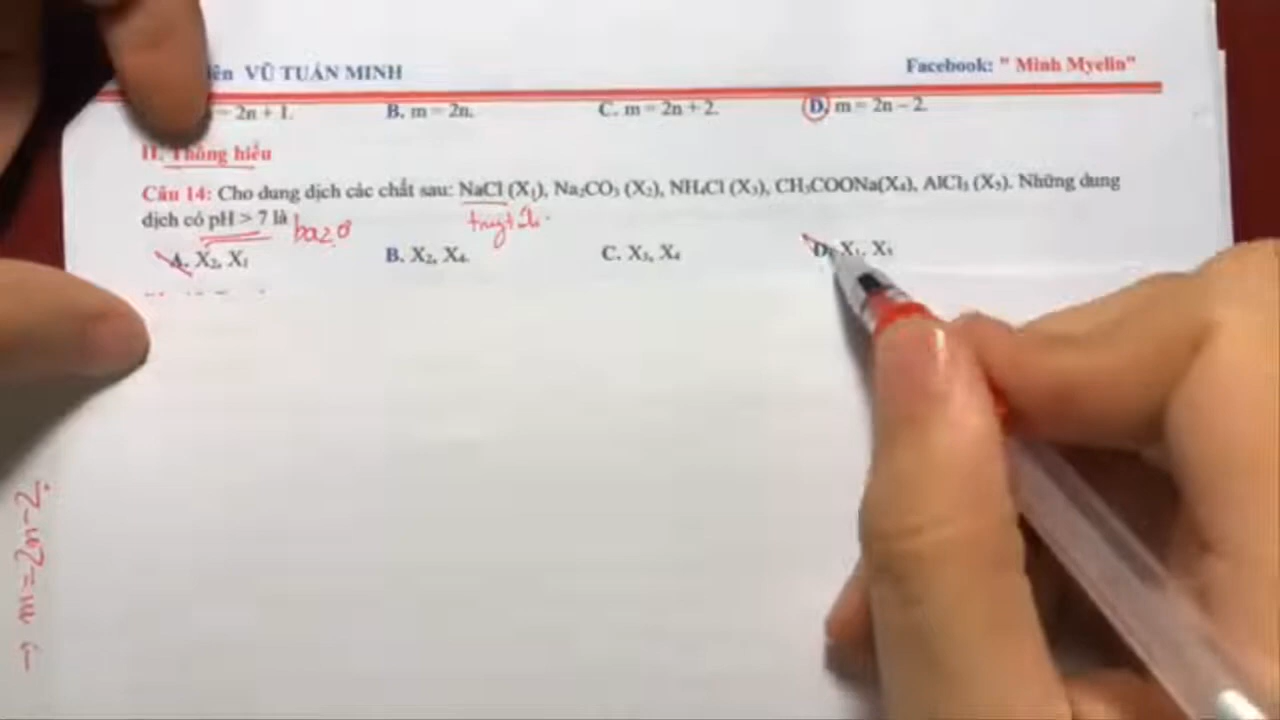 VŨ TUẤN MINH
Facebook: " Minh Myelin"
= 2n + 1. B. m = 2n. C. m = 2n + 2. D. m = 2n – 2.
II. Thông hiểu
Câu 14: Cho dung dịch các chất sau: NaCl (X₁), Na₂CO₃ (X₂), NH₄Cl (X₃), CH₃COONa(X₄), AlCl₃ (X₅). Những dung
dịch có pH > 7 là bazơ
A. X₂, X₁ B. X₂, X₄. C. X₃, X₄ D. X₁, X₅
m = 2n – 2